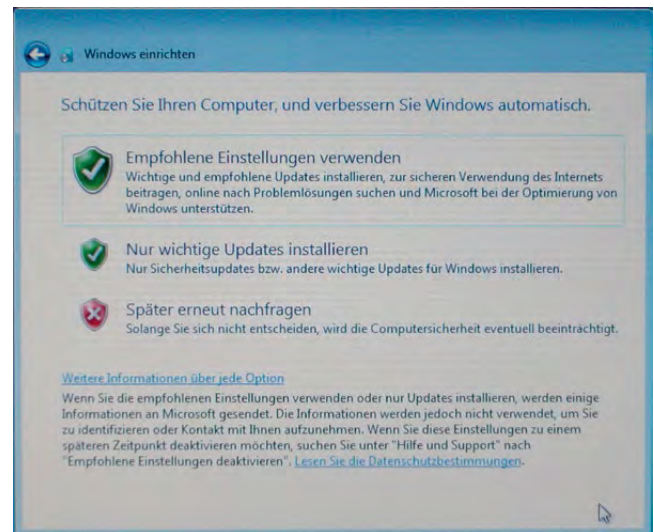 Windows einrichten
Schützen Sie Ihren Computer, und verbessern Sie Windows automatisch.
Empfohlene Einstellungen verwenden
Wichtige und empfohlene Updates installieren, zur sicheren Verwendung des Internets
beitragen, online nach Problemlösungen suchen und Microsoft bei der Optimierung von
Windows unterstützen.
Nur wichtige Updates installieren
Nur Sicherheitsupdates bzw. andere wichtige Updates für Windows installieren.
Später erneut nachfragen
Solange Sie sich nicht entscheiden, wird die Computersicherheit eventuell beeinträchtigt.
Weitere Informationen über jede Option
Wenn Sie die empfohlenen Einstellungen verwenden oder nur Updates installieren, werden einige
Informationen an Microsoft gesendet. Die Informationen werden jedoch nicht verwendet, um Sie
zu identifizieren oder Kontakt mit Ihnen aufzunehmen. Wenn Sie diese Einstellungen zu einem
späteren Zeitpunkt deaktivieren möchten, suchen Sie unter "Hilfe und Support" nach
"Empfohlene Einstellungen deaktivieren". Lesen Sie die Datenschutzbestimmungen.